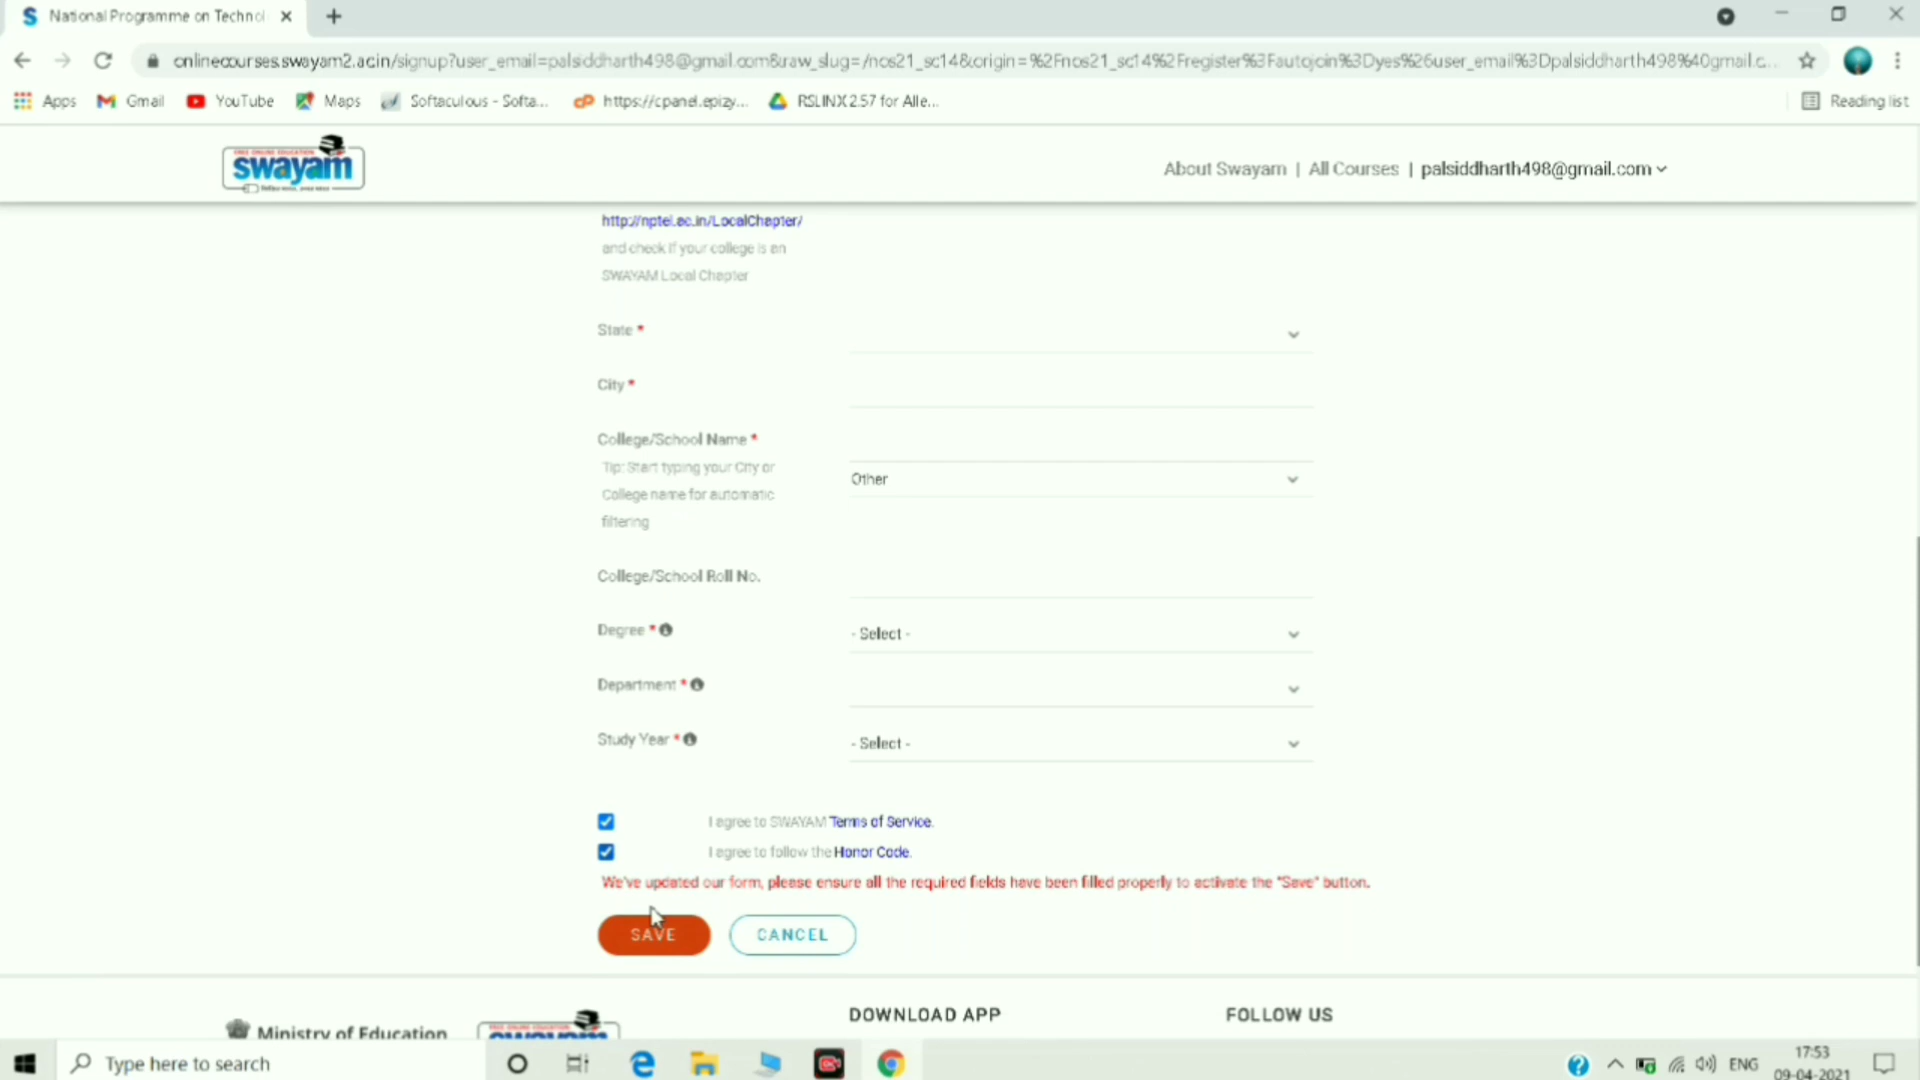 National Programme on Technol
onlinecourses.swayam2.ac.in/signup?user_email=palsiddharth498@gmail.com&raw_slug=/nos21_sc14&origin=%2Fnos21_sc14%2Fregister%3Fautojoin%3Dyes%26user_email%3Dpalsiddharth498%40gmail.c...
Apps Gmail YouTube Maps Softaculous - Softa... https://cpanel.epizy... RSLINX 2.57 for Alle... Reading list
FREE ONLINE EDUCATION
swayam
About Swayam | All Courses | palsiddharth498@gmail.com
http://nptel.ac.in/LocalChapter/
and check if your college is an
SWAYAM Local Chapter
State *
City *
College/School Name *
Tip: Start typing your City or
College name for automatic
filtering
Other
College/School Roll No.
Degree * - Select -
Department *
Study Year * - Select -
I agree to SWAYAM Terms of Service.
I agree to follow the Honor Code.
We've updated our form, please ensure all the required fields have been filled properly to activate the "Save" button.
SAVE CANCEL
Ministry of Education
swayam
DOWNLOAD APP
FOLLOW US
Type here to search
ENG
17:53
09-04-2021